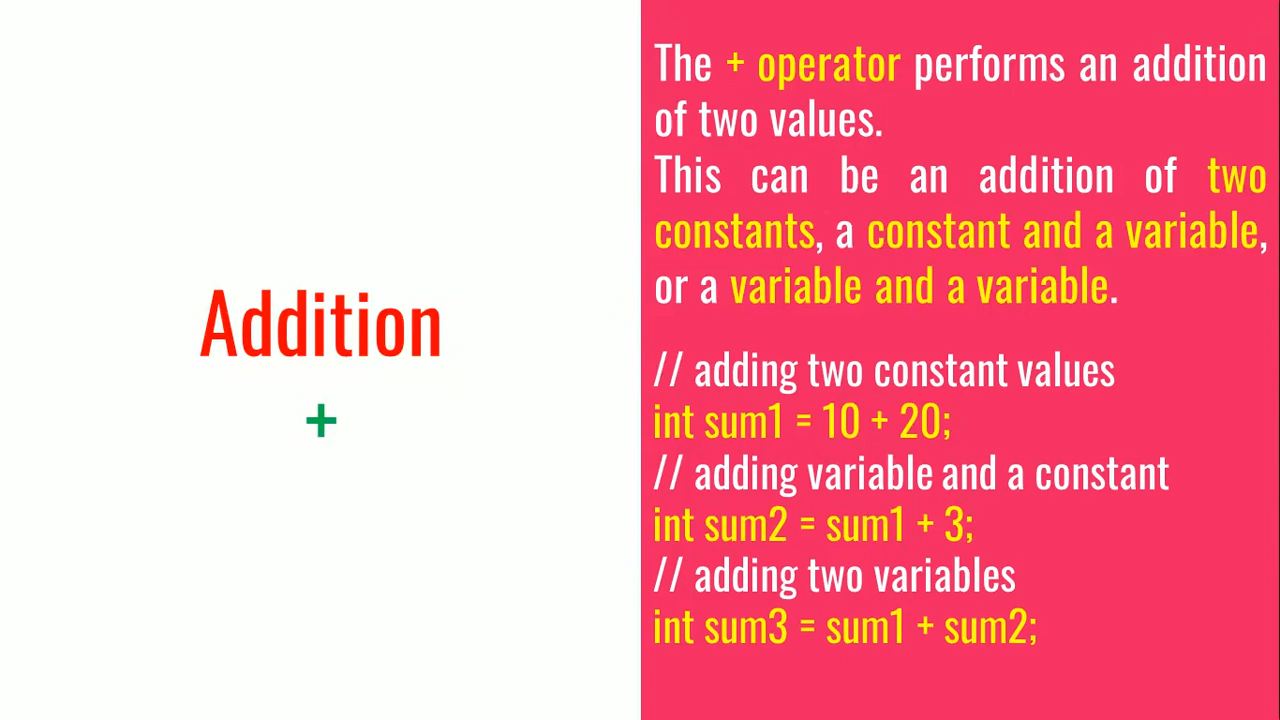 Addition
+
The + operator performs an addition
of two values.
This can be an addition of two
constants, a constant and a variable,
or a variable and a variable.
// adding two constant values
int sum1 = 10 + 20;
// adding variable and a constant
int sum2 = sum1 + 3;
// adding two variables
int sum3 = sum1 + sum2;